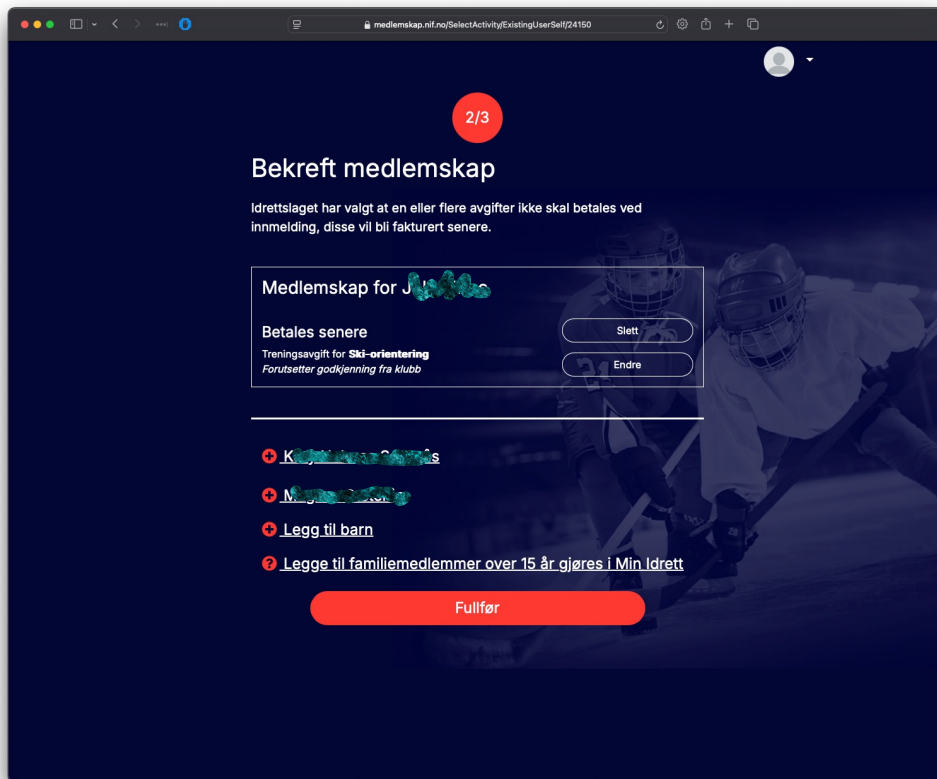 medlemskap.nif.no/SelectActivity/ExistingUserSelf/24150
2/3
Bekreft medlemskap
Idrettslaget har valgt at en eller flere avgifter ikke skal betales ved
innmelding, disse vil bli fakturert senere.
Medlemskap for
Betales senere
Slett
Treningsavgift for Ski-orientering
Forutsetter godkjenning fra klubb
Endre
Legg til barn
Legge til familiemedlemmer over 15 år gjøres i Min Idrett
Fullfør